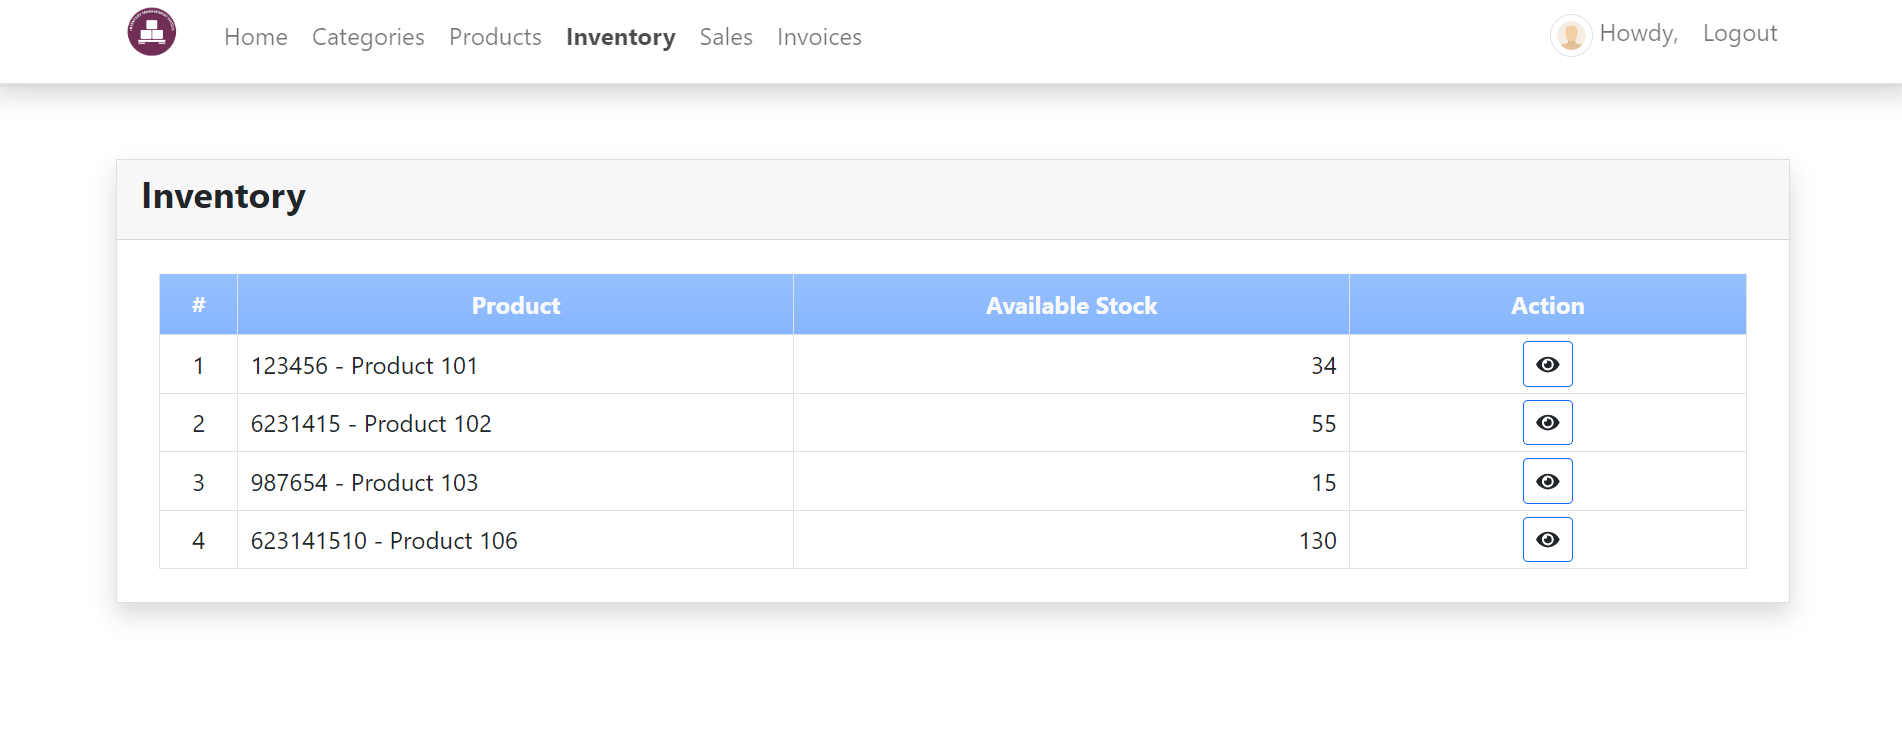 Home Categories Products Inventory Sales Invoices Howdy, Logout
Inventory
# Product Available Stock Action
1 123456 - Product 101 34
2 6231415 - Product 102 55
3 987654 - Product 103 15
4 623141510 - Product 106 130